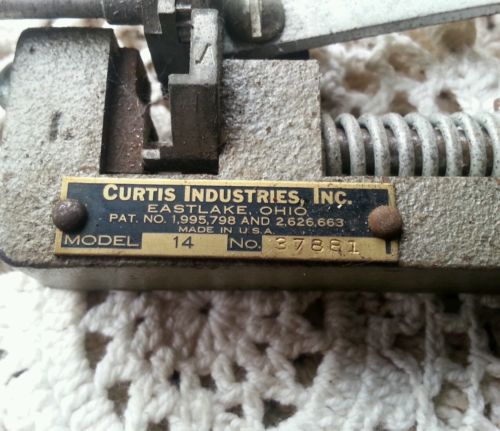 CURTIS INDUSTRIES, INC.
EASTLAKE, OHIO
PAT. NO. 1,995,798 AND 2,626,663
MADE IN U.S.A.
MODEL 14 NO. 37881